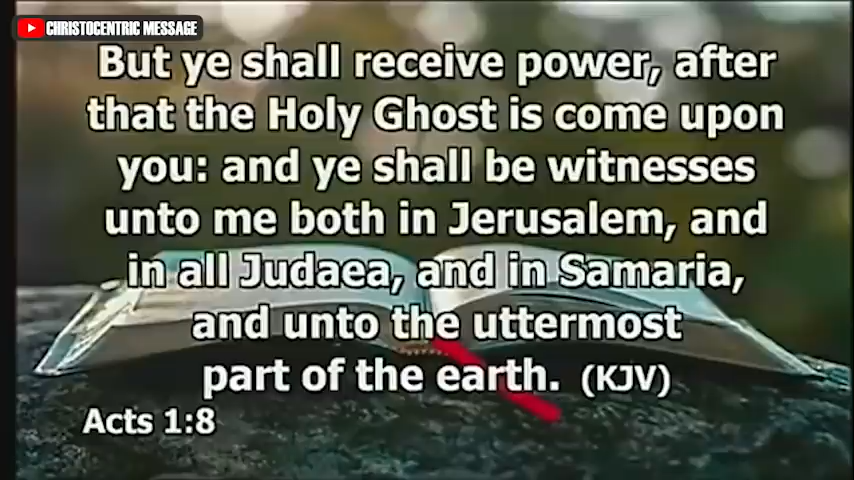 CHRISTOCENTRIC MESSAGE
But ye shall receive power, after
that the Holy Ghost is come upon
you: and ye shall be witnesses
unto me both in Jerusalem, and
in all Judaea, and in Samaria,
and unto the uttermost
part of the earth. (KJV)
Acts 1:8